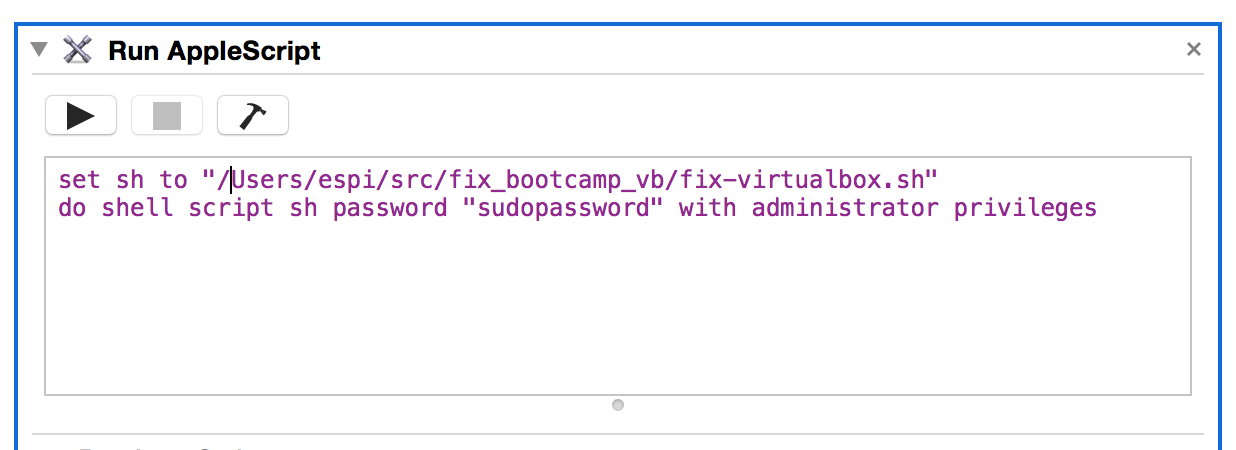 Run AppleScript
set sh to "/Users/espi/src/fix_bootcamp_vb/fix-virtualbox.sh"
do shell script sh password "sudopassword" with administrator privileges